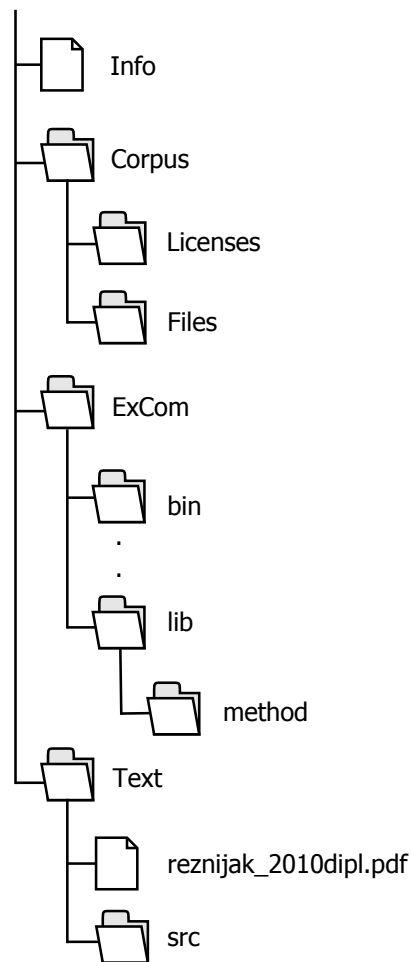 Info
Corpus
Licenses
Files
ExCom
bin
.
.
lib
method
Text
reznijak_2010dipl.pdf
src